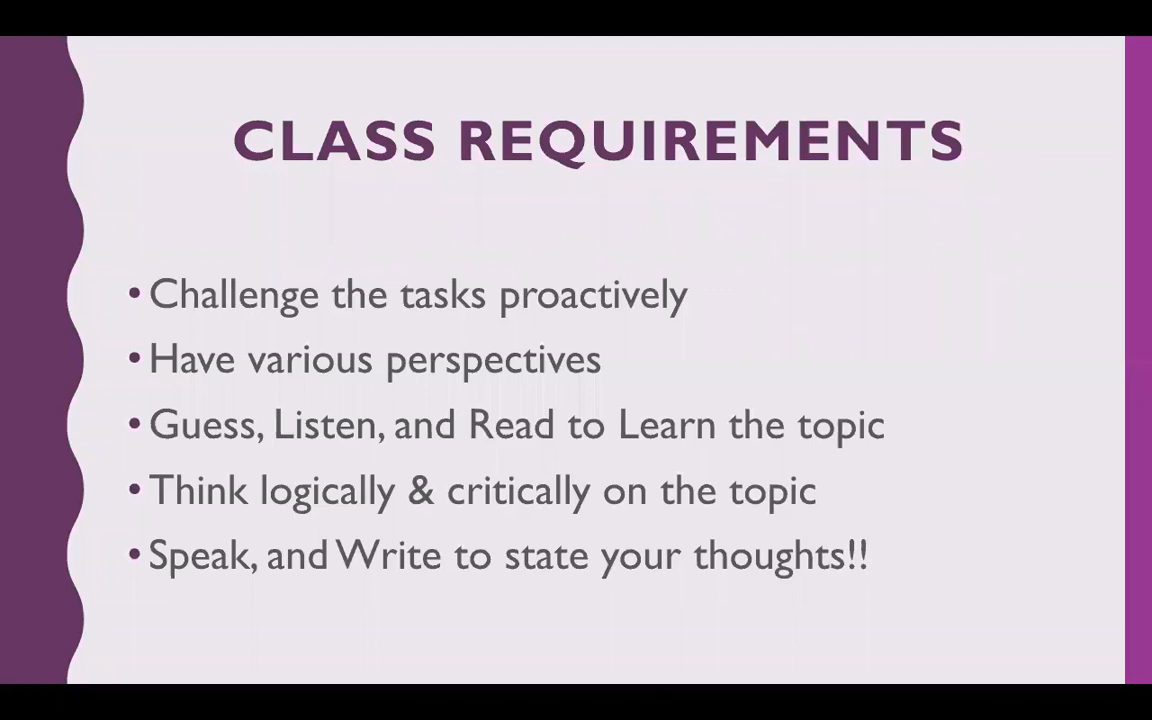 CLASS REQUIREMENTS
• Challenge the tasks proactively
• Have various perspectives
• Guess, Listen, and Read to Learn the topic
• Think logically & critically on the topic
• Speak, and Write to state your thoughts!!